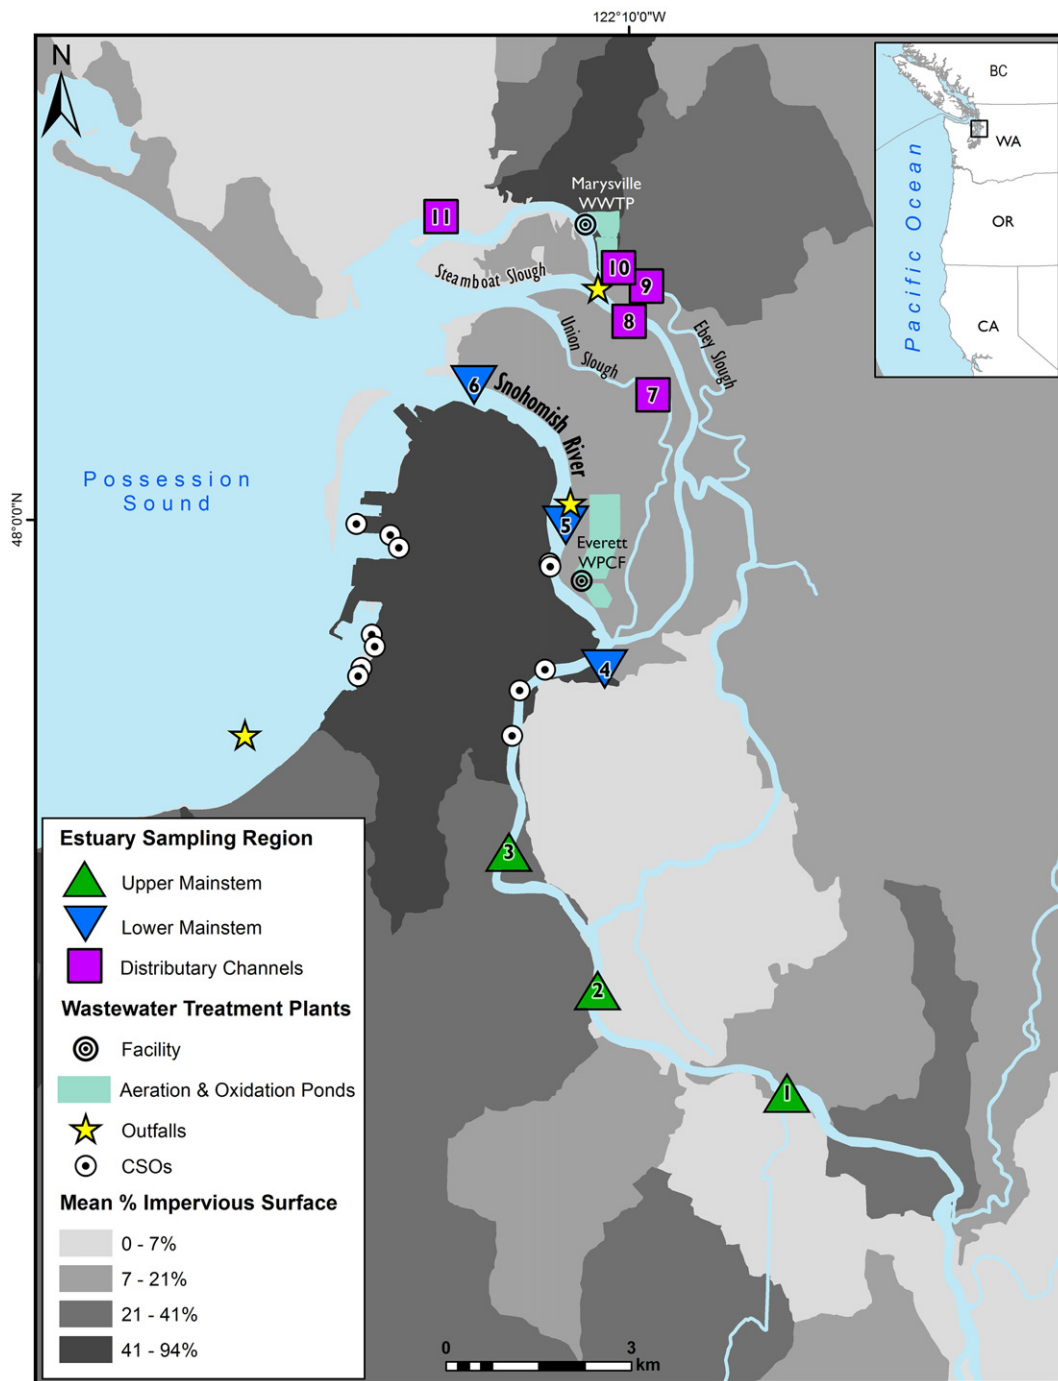 122°10'0"W
N
BC
WA
OR
CA
Pacific Ocean
Marysville
WWTP
11
10
9
8
Steamboat Slough
Union Slough
Ebey Slough
7
6
Snohomish River
Possession
Sound
48°0'0"N
5
Everett
WPCF
4
3
2
1
Estuary Sampling Region
Upper Mainstem
Lower Mainstem
Distributary Channels
Wastewater Treatment Plants
Facility
Aeration & Oxidation Ponds
Outfalls
CSOs
Mean % Impervious Surface
0 - 7%
7 - 21%
21 - 41%
41 - 94%
0 3
km